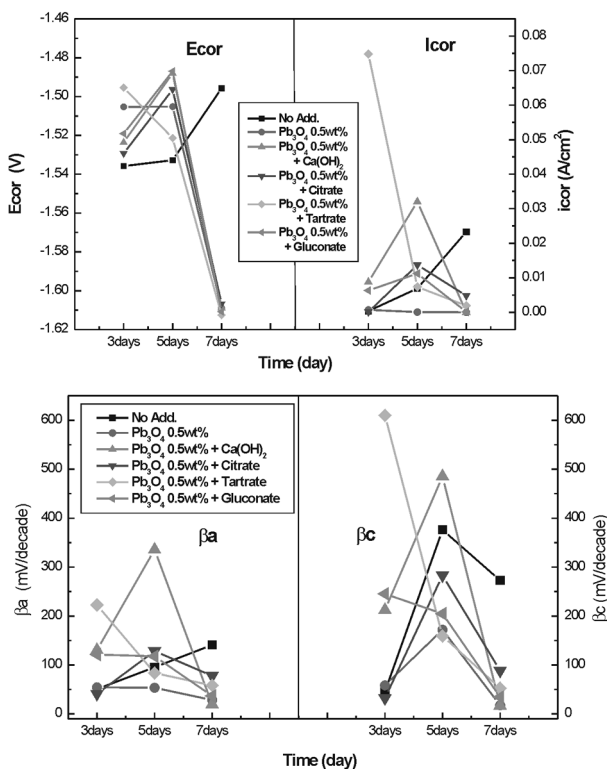 Ecor
Icor
Ecor (V)
-1.46
-1.48
-1.50
-1.52
-1.54
-1.56
-1.58
-1.60
-1.62
icor (A/cm²)
0.08
0.07
0.06
0.05
0.04
0.03
0.02
0.01
0.00
No Add.
Pb₃O₄ 0.5wt%
Pb₃O₄ 0.5wt%
+ Ca(OH)₂
Pb₃O₄ 0.5wt%
+ Citrate
Pb₃O₄ 0.5wt%
+ Tartrate
Pb₃O₄ 0.5wt%
+ Gluconate
3days 5days 7days
3days 5days 7days
Time (day)
βa (mV/decade)
600
500
400
300
200
100
0
No Add.
Pb₃O₄ 0.5wt%
Pb₃O₄ 0.5wt% + Ca(OH)₂
Pb₃O₄ 0.5wt% + Citrate
Pb₃O₄ 0.5wt% + Tartrate
Pb₃O₄ 0.5wt% + Gluconate
βa
βc
βc (mV/decade)
600
500
400
300
200
100
0
3days 5days 7days
3days 5days 7days
Time (day)